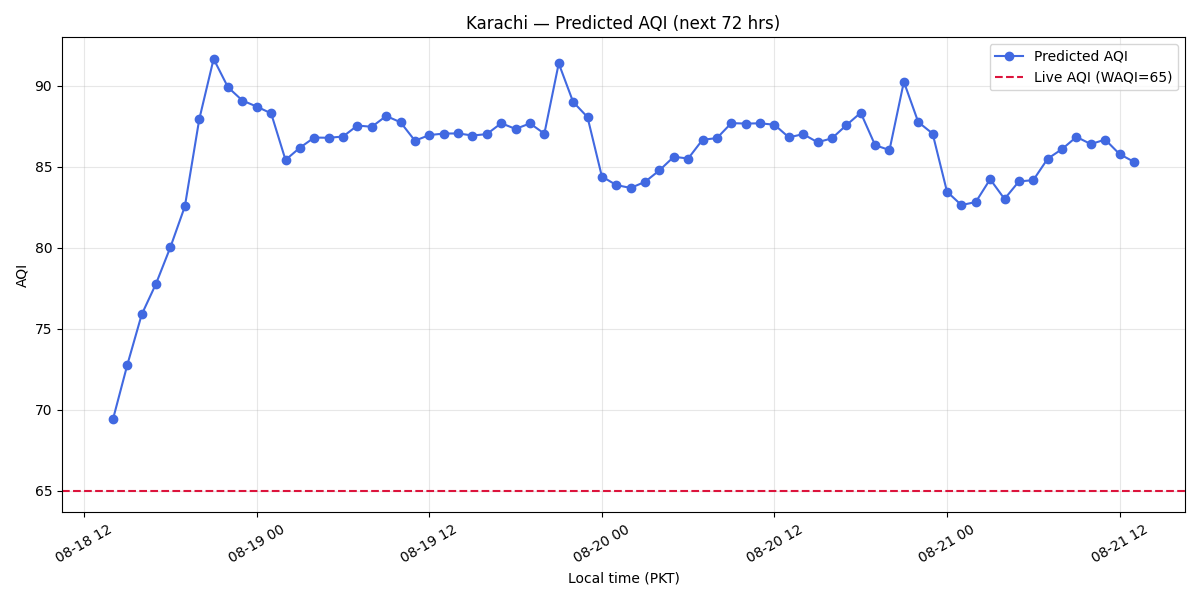 Karachi — Predicted AQI (next 72 hrs)
Predicted AQI
Live AQI (WAQI=65)
AQI
90
85
80
75
70
65
08-18 12
08-19 00
08-19 12
08-20 00
08-20 12
08-21 00
08-21 12
Local time (PKT)